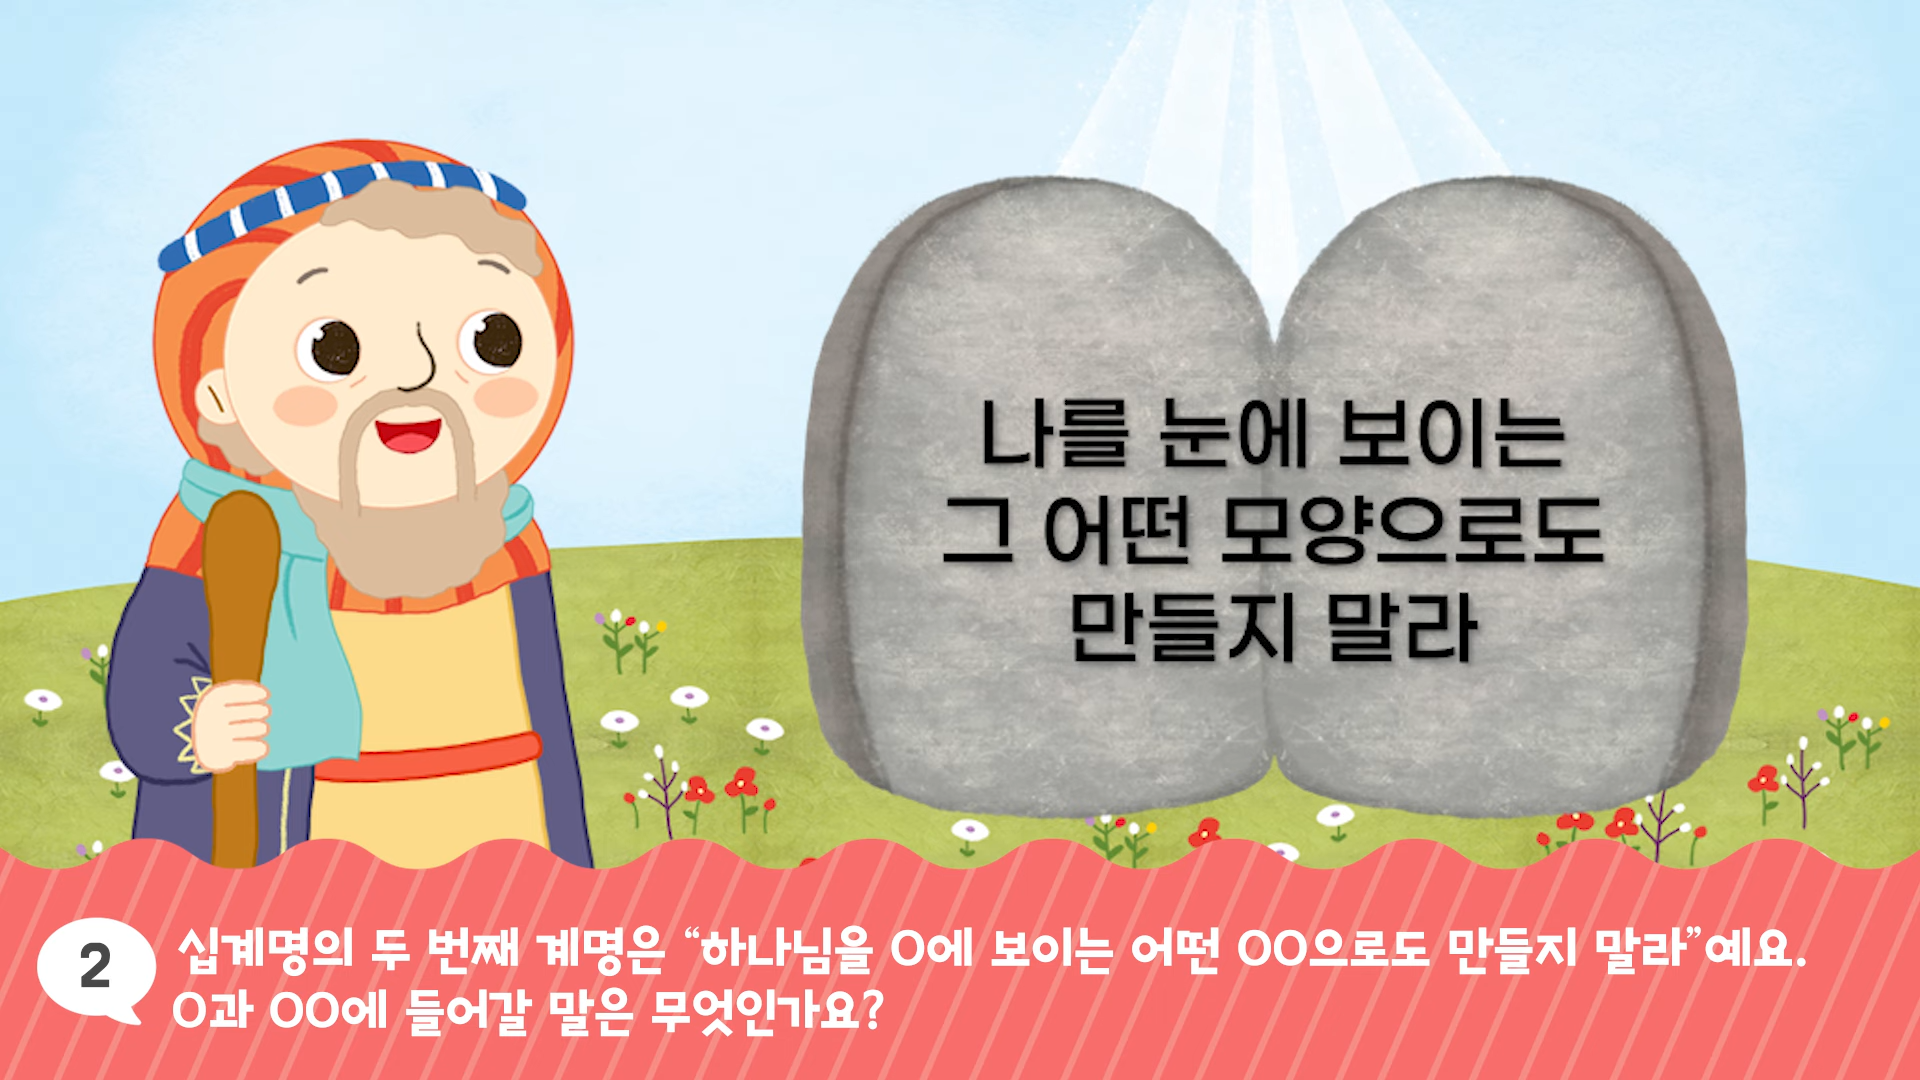 나를 눈에 보이는
그 어떤 모양으로도
만들지 말라
2
십계명의 두 번째 계명은 “하나님을 O에 보이는 어떤 OO으로도 만들지 말라”예요.
O과 OO에 들어갈 말은 무엇인가요?